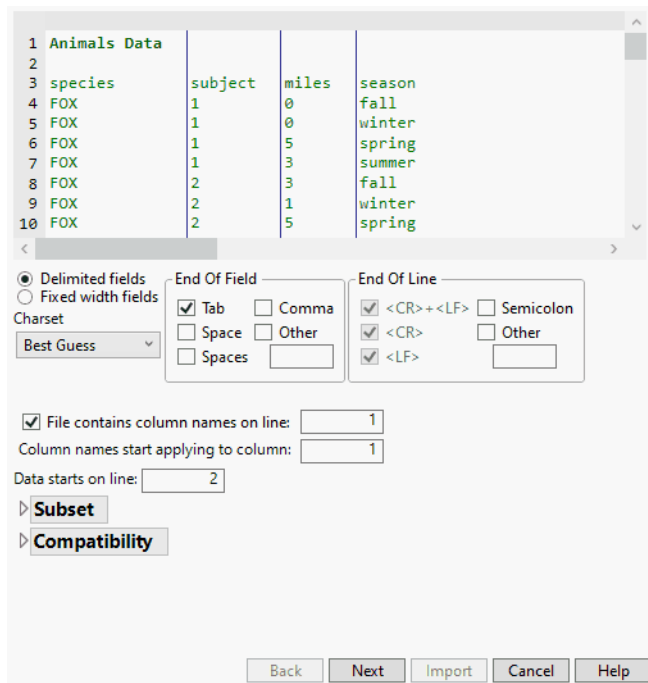 1 Animals Data
2
3 species subject miles season
4 FOX 1 0 fall
5 FOX 1 0 winter
6 FOX 1 5 spring
7 FOX 1 3 summer
8 FOX 2 3 fall
9 FOX 2 1 winter
10 FOX 2 5 spring
Delimited fields
Fixed width fields
Charset
Best Guess
End Of Field
Tab Comma
Space Other
Spaces
End Of Line
<CR>+<LF> Semicolon
<CR> Other
<LF>
File contains column names on line: 1
Column names start applying to column: 1
Data starts on line: 2
Subset
Compatibility
Back Next Import Cancel Help